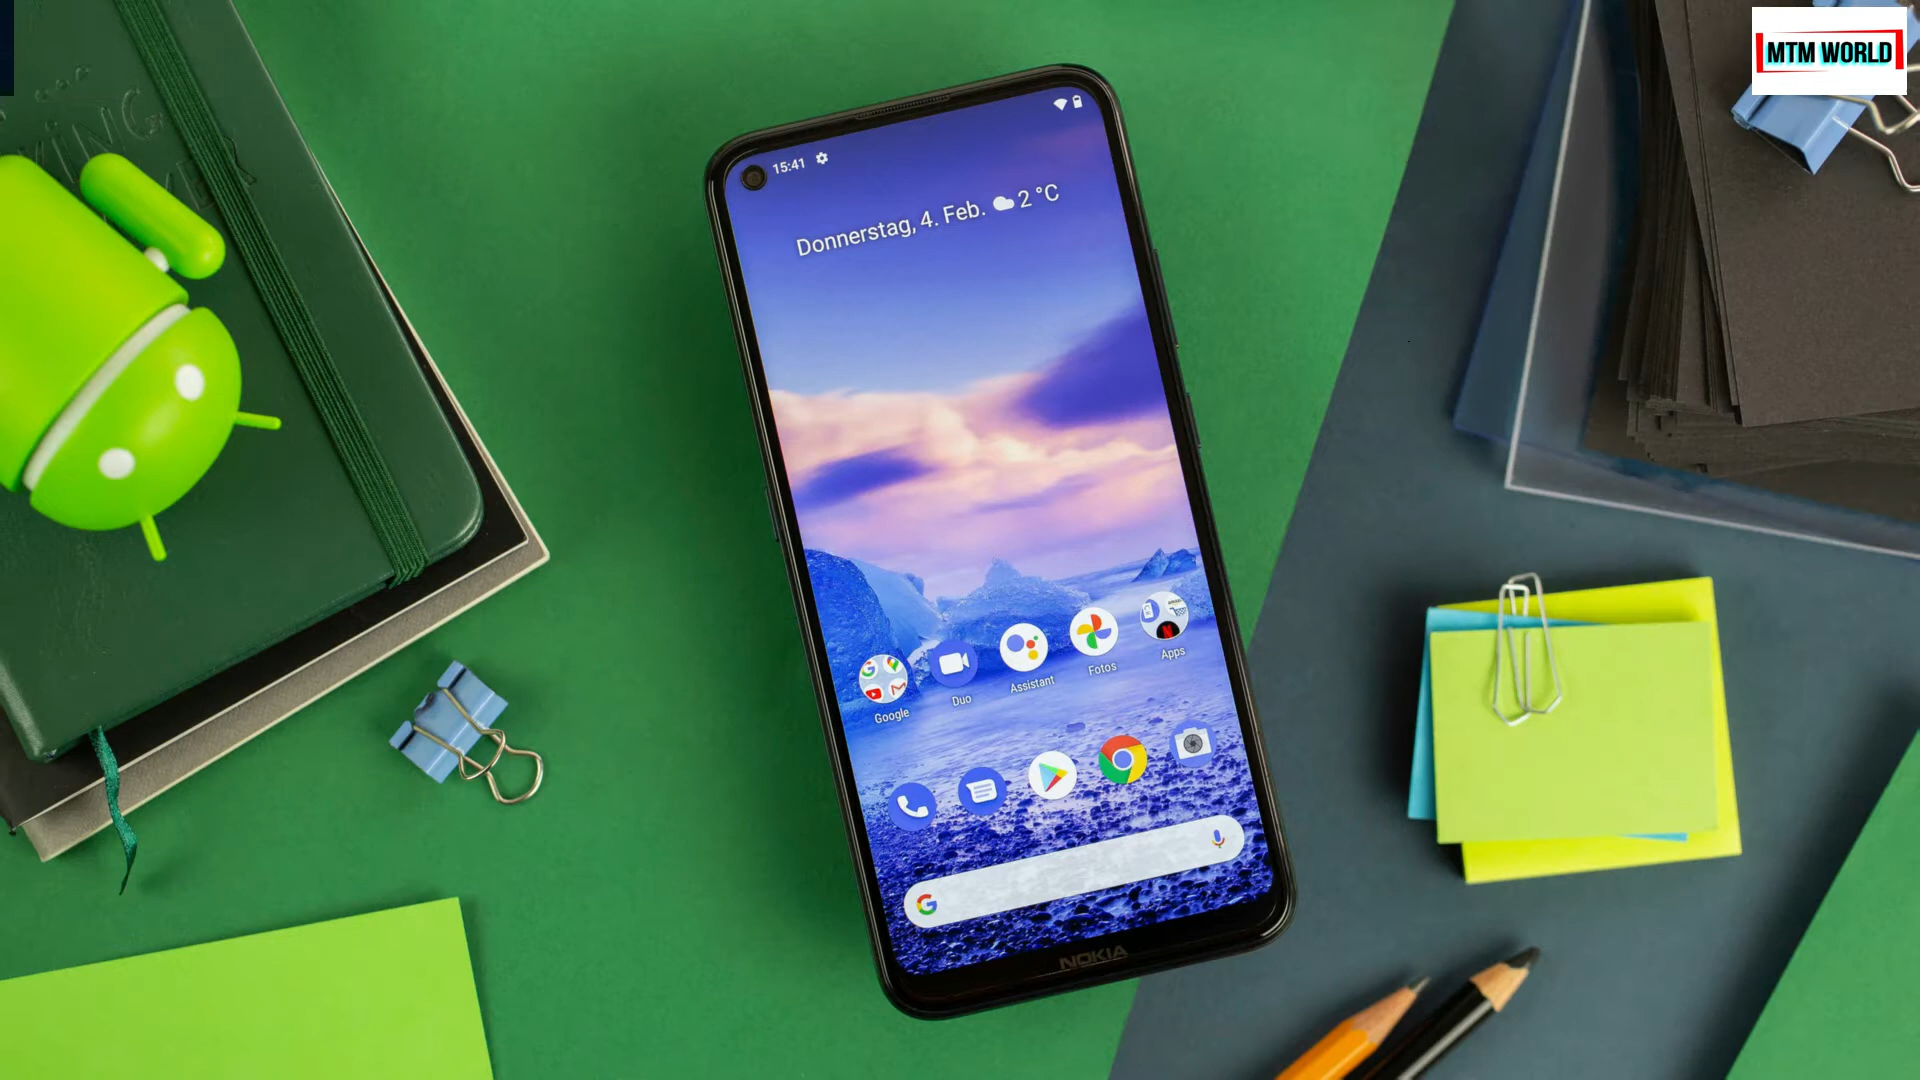 MTM WORLD
15:41
Donnerstag, 4. Feb. 2 °C
Google
Duo
Assistant
Fotos
Apps
NOKIA